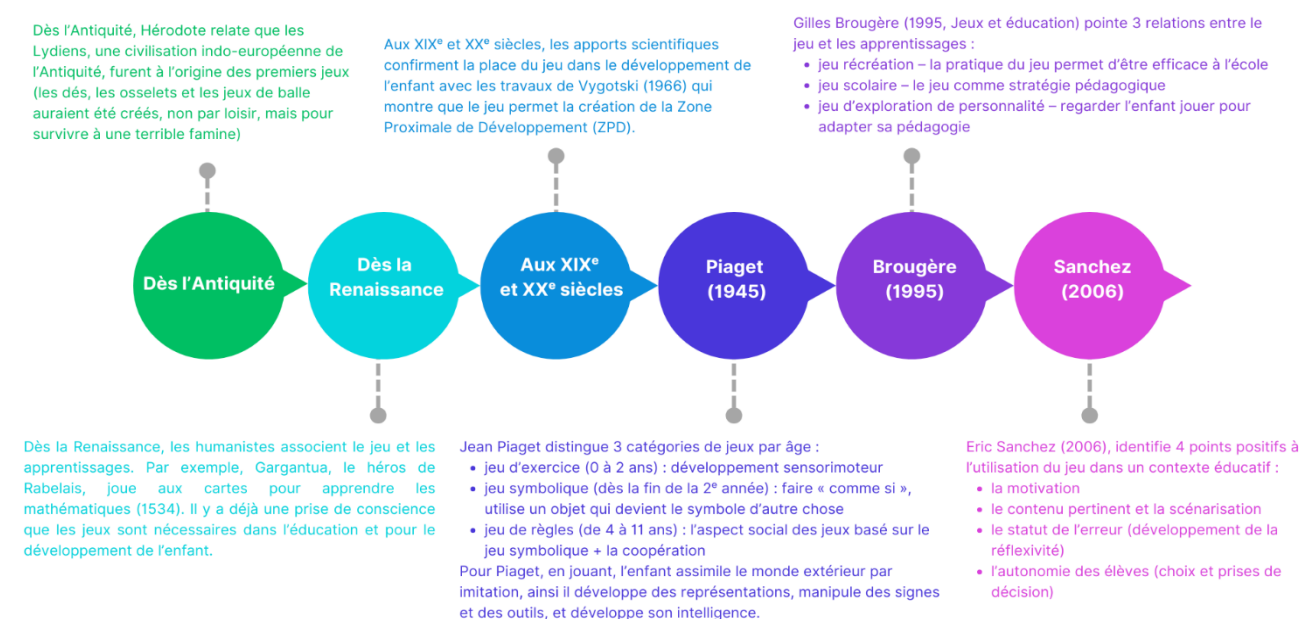 Dès l'Antiquité, Hérodote relate que les
Lydiens, une civilisation indo-européenne de
l'Antiquité, furent à l'origine des premiers jeux
(les dés, les osselets et les jeux de balle
auraient été créés, non par loisir, mais pour
survivre à une terrible famine)
Aux XIXᵉ et XXᵉ siècles, les apports scientifiques
confirment la place du jeu dans le développement de
l'enfant avec les travaux de Vygotski (1966) qui
montre que le jeu permet la création de la Zone
Proximale de Développement (ZPD).
Gilles Brougère (1995, Jeux et éducation) pointe 3 relations entre le
jeu et les apprentissages :
• jeu récréation – la pratique du jeu permet d'être efficace à l'école
• jeu scolaire – le jeu comme stratégie pédagogique
• jeu d'exploration de personnalité – regarder l'enfant jouer pour
adapter sa pédagogie
Dès l'Antiquité
Dès la
Renaissance
Aux XIXᵉ
et XXᵉ siècles
Piaget
(1945)
Brougère
(1995)
Sanchez
(2006)
Dès la Renaissance, les humanistes associent le jeu et les
apprentissages. Par exemple, Gargantua, le héros de
Rabelais, joue aux cartes pour apprendre les
mathématiques (1534). Il y a déjà une prise de conscience
que les jeux sont nécessaires dans l'éducation et pour le
développement de l'enfant.
Jean Piaget distingue 3 catégories de jeux par âge :
• jeu d'exercice (0 à 2 ans) : développement sensorimoteur
• jeu symbolique (dès la fin de la 2ᵉ année) : faire « comme si »,
utilise un objet qui devient le symbole d'autre chose
• jeu de règles (de 4 à 11 ans) : l'aspect social des jeux basé sur le
jeu symbolique + la coopération
Pour Piaget, en jouant, l'enfant assimile le monde extérieur par
imitation, ainsi il développe des représentations, manipule des signes
et des outils, et développe son intelligence.
Eric Sanchez (2006), identifie 4 points positifs à
l'utilisation du jeu dans un contexte éducatif :
• la motivation
• le contenu pertinent et la scénarisation
• le statut de l'erreur (développement de la
réflexivité)
• l'autonomie des élèves (choix et prises de
décision)